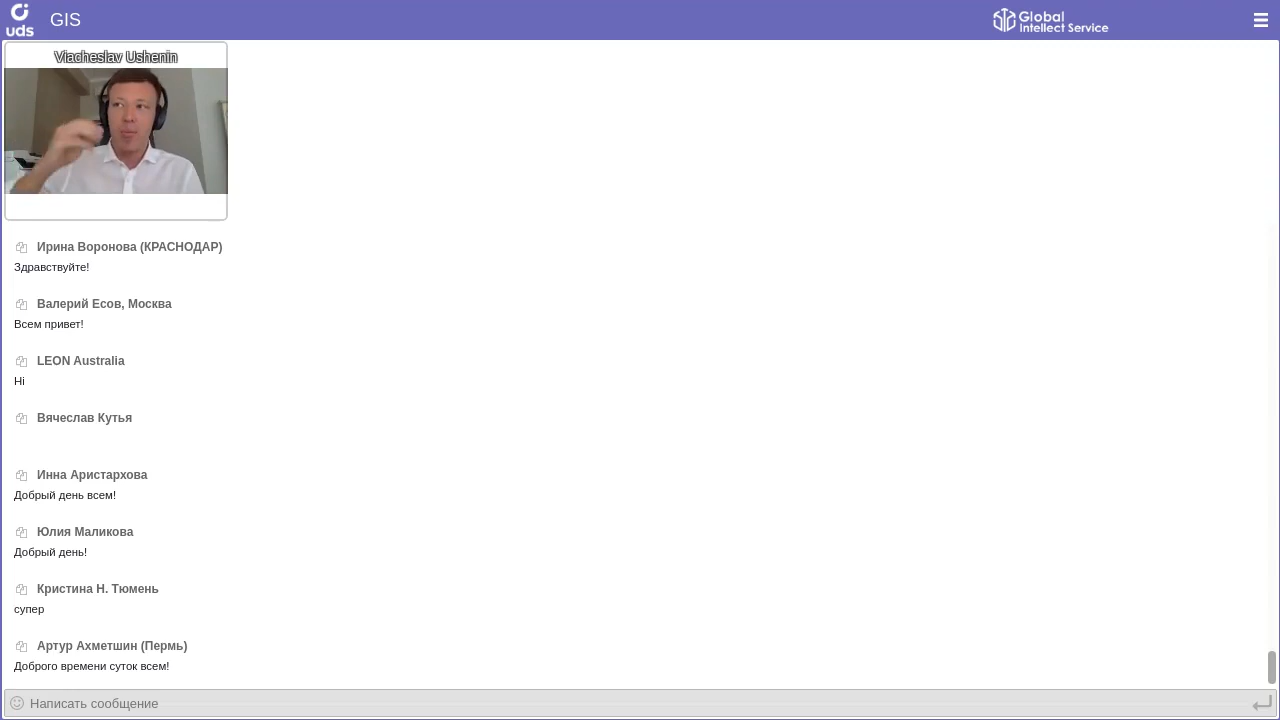 uds
GIS
Global
Intellect Service
Viacheslav Ushenin
Ирина Воронова (КРАСНОДАР)
Здравствуйте!
Валерий Есов, Москва
Всем привет!
LEON Australia
Hi
Вячеслав Кутья
Инна Аристархова
Добрый день всем!
Юлия Маликова
Добрый день!
Кристина Н. Тюмень
супер
Артур Ахметшин (Пермь)
Доброго времени суток всем!
Написать сообщение